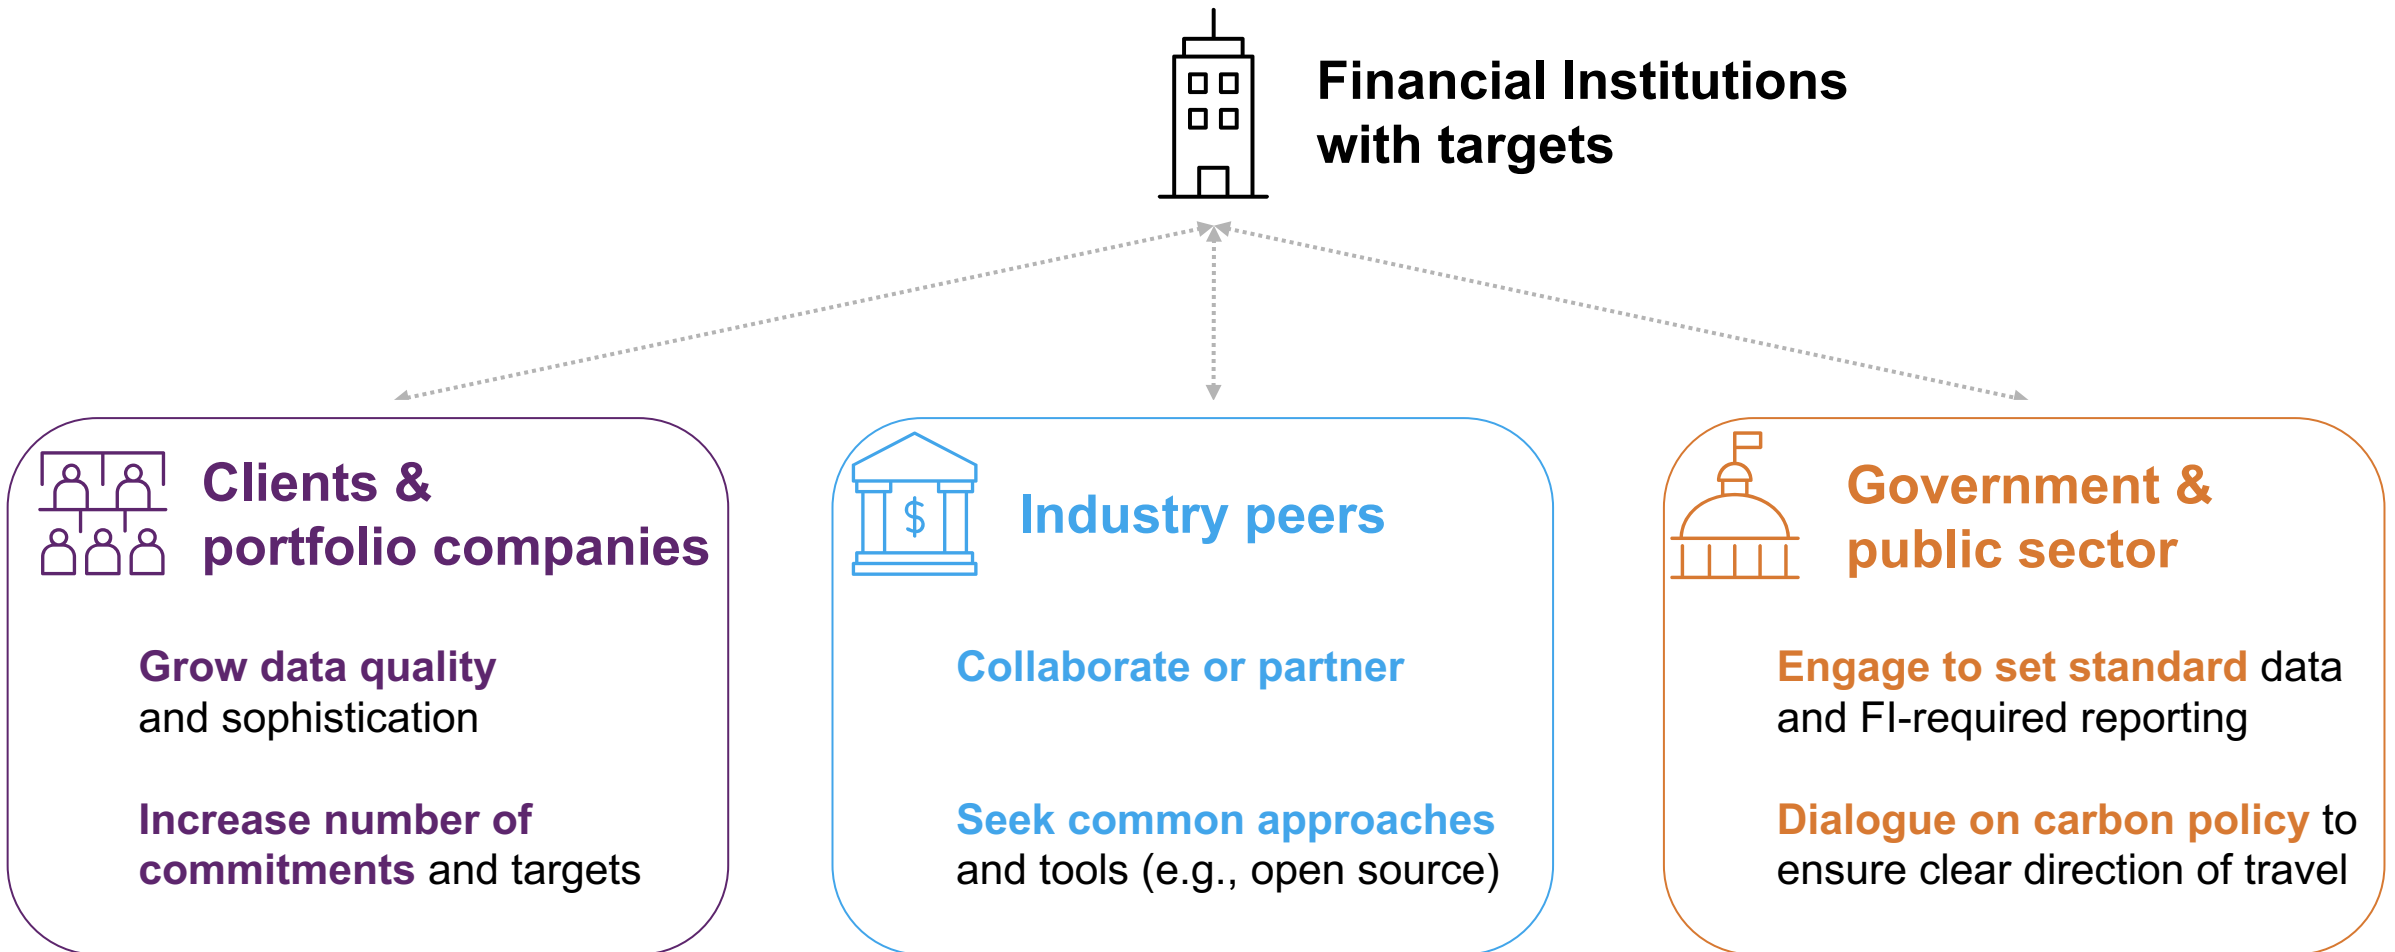 Financial Institutions
with targets
Clients &
portfolio companies
Grow data quality
and sophistication
Increase number of
commitments and targets
$
Industry peers
Collaborate or partner
Seek common approaches
and tools (e.g., open source)
Government &
public sector
Engage to set standard data
and FI-required reporting
Dialogue on carbon policy to
ensure clear direction of travel